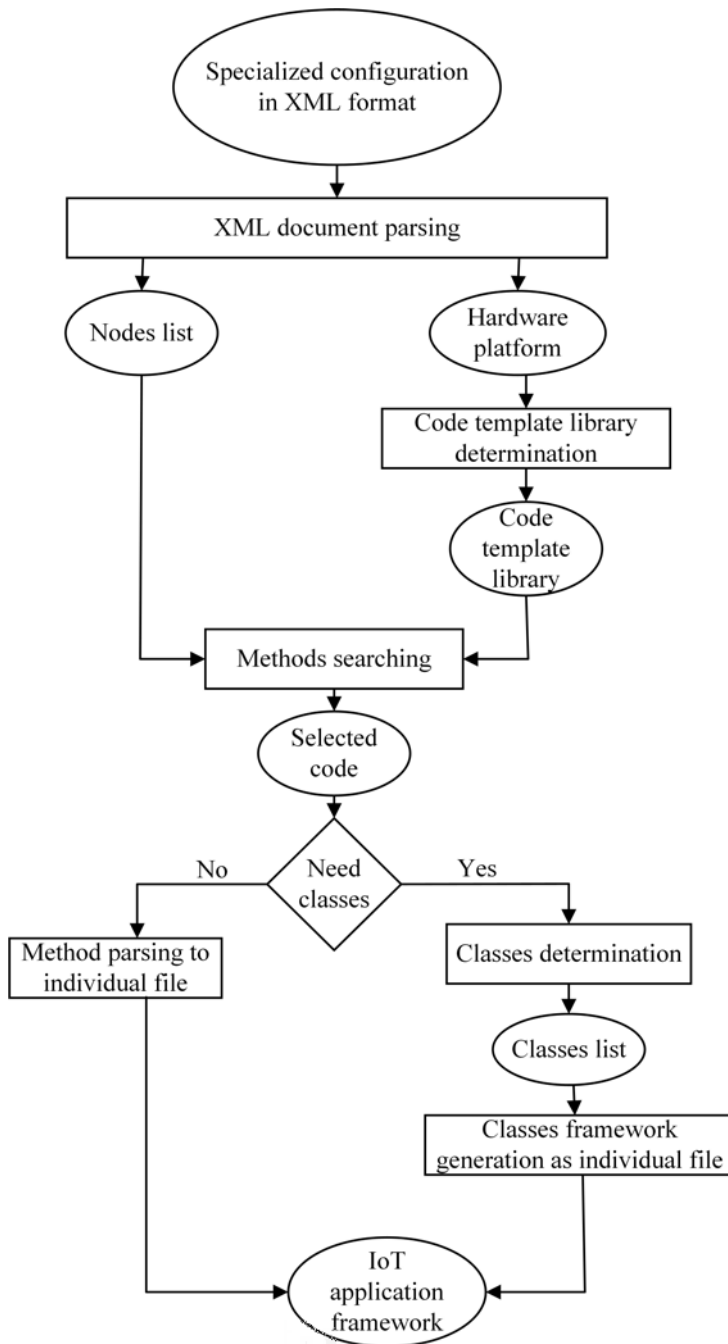 Specialized configuration
in XML format
XML document parsing
Nodes list
Hardware
platform
Code template library
determination
Code
template
library
Methods searching
Selected
code
No
Need
classes
Yes
Method parsing to
individual file
Classes determination
Classes list
Classes framework
generation as individual file
IoT
application
framework